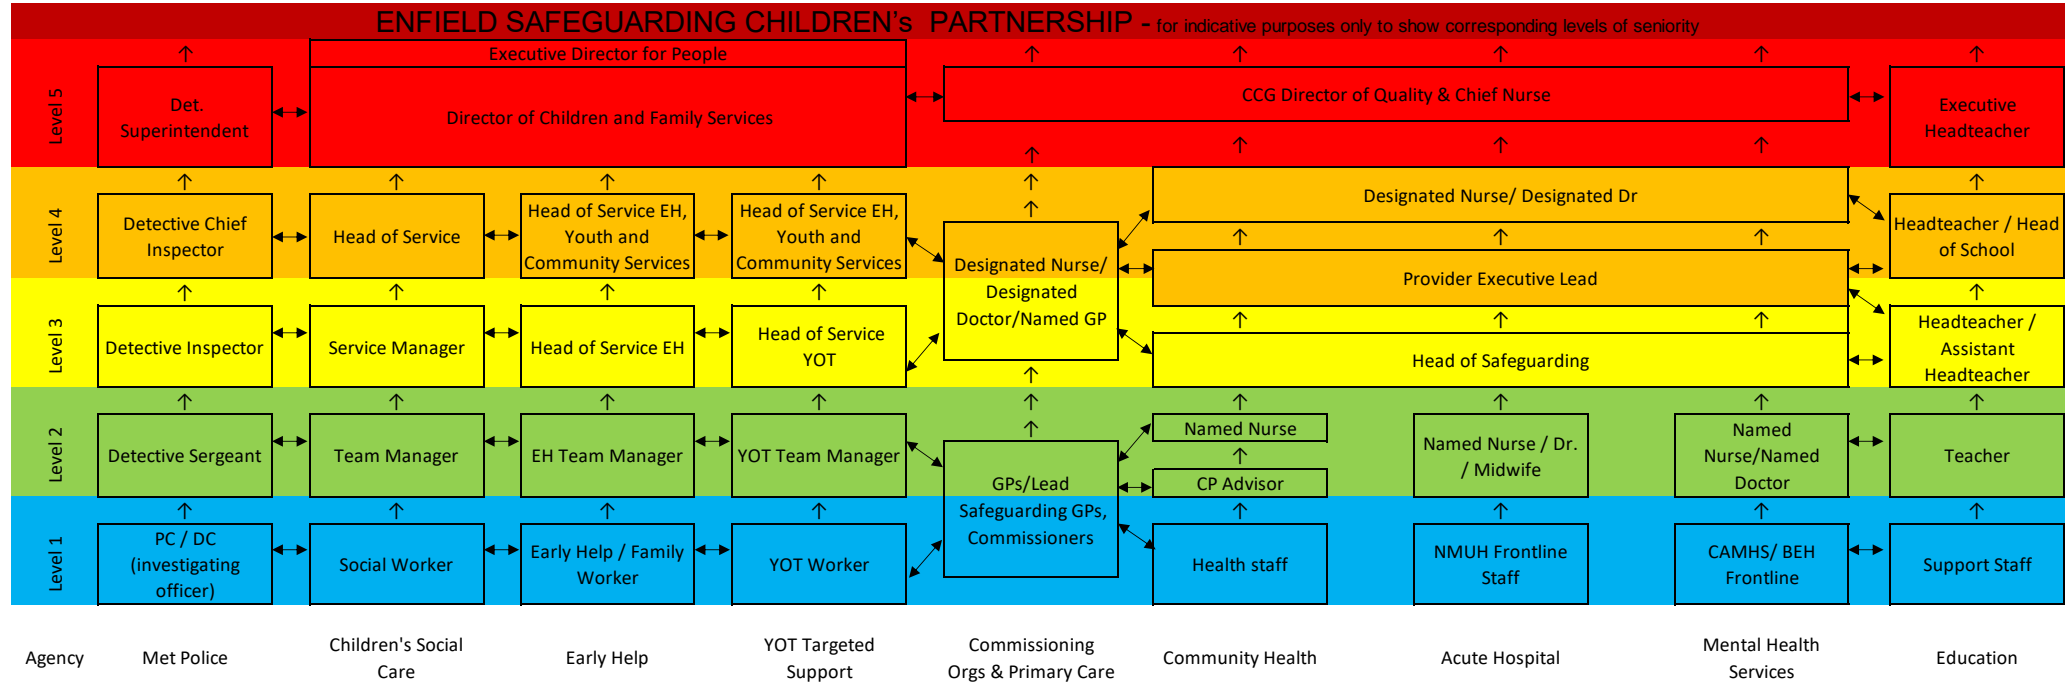 ENFIELD SAFEGUARDING CHILDREN's PARTNERSHIP - for indicative purposes only to show corresponding levels of seniority
Level 5
Det.
Superintendent
Executive Director for People
Director of Children and Family Services
CCG Director of Quality & Chief Nurse
Executive
Headteacher
Level 4
Detective Chief
Inspector
Head of Service
Head of Service EH,
Youth and
Community Services
Head of Service EH,
Youth and
Community Services
Designated Nurse/
Designated
Doctor/Named GP
Designated Nurse/ Designated Dr
Provider Executive Lead
Headteacher / Head
of School
Level 3
Detective Inspector
Service Manager
Head of Service EH
Head of Service
YOT
Head of Safeguarding
Headteacher /
Assistant
Headteacher
Level 2
Detective Sergeant
Team Manager
EH Team Manager
YOT Team Manager
GPs/Lead
Safeguarding GPs,
Commissioners
Named Nurse
CP Advisor
Named Nurse / Dr.
/ Midwife
Named
Nurse/Named
Doctor
Teacher
Level 1
PC / DC
(investigating
officer)
Social Worker
Early Help / Family
Worker
YOT Worker
Health staff
NMUH Frontline
Staff
CAMHS/ BEH
Frontline
Support Staff
Agency
Met Police
Children's Social
Care
Early Help
YOT Targeted
Support
Commissioning
Orgs & Primary Care
Community Health
Acute Hospital
Mental Health
Services
Education